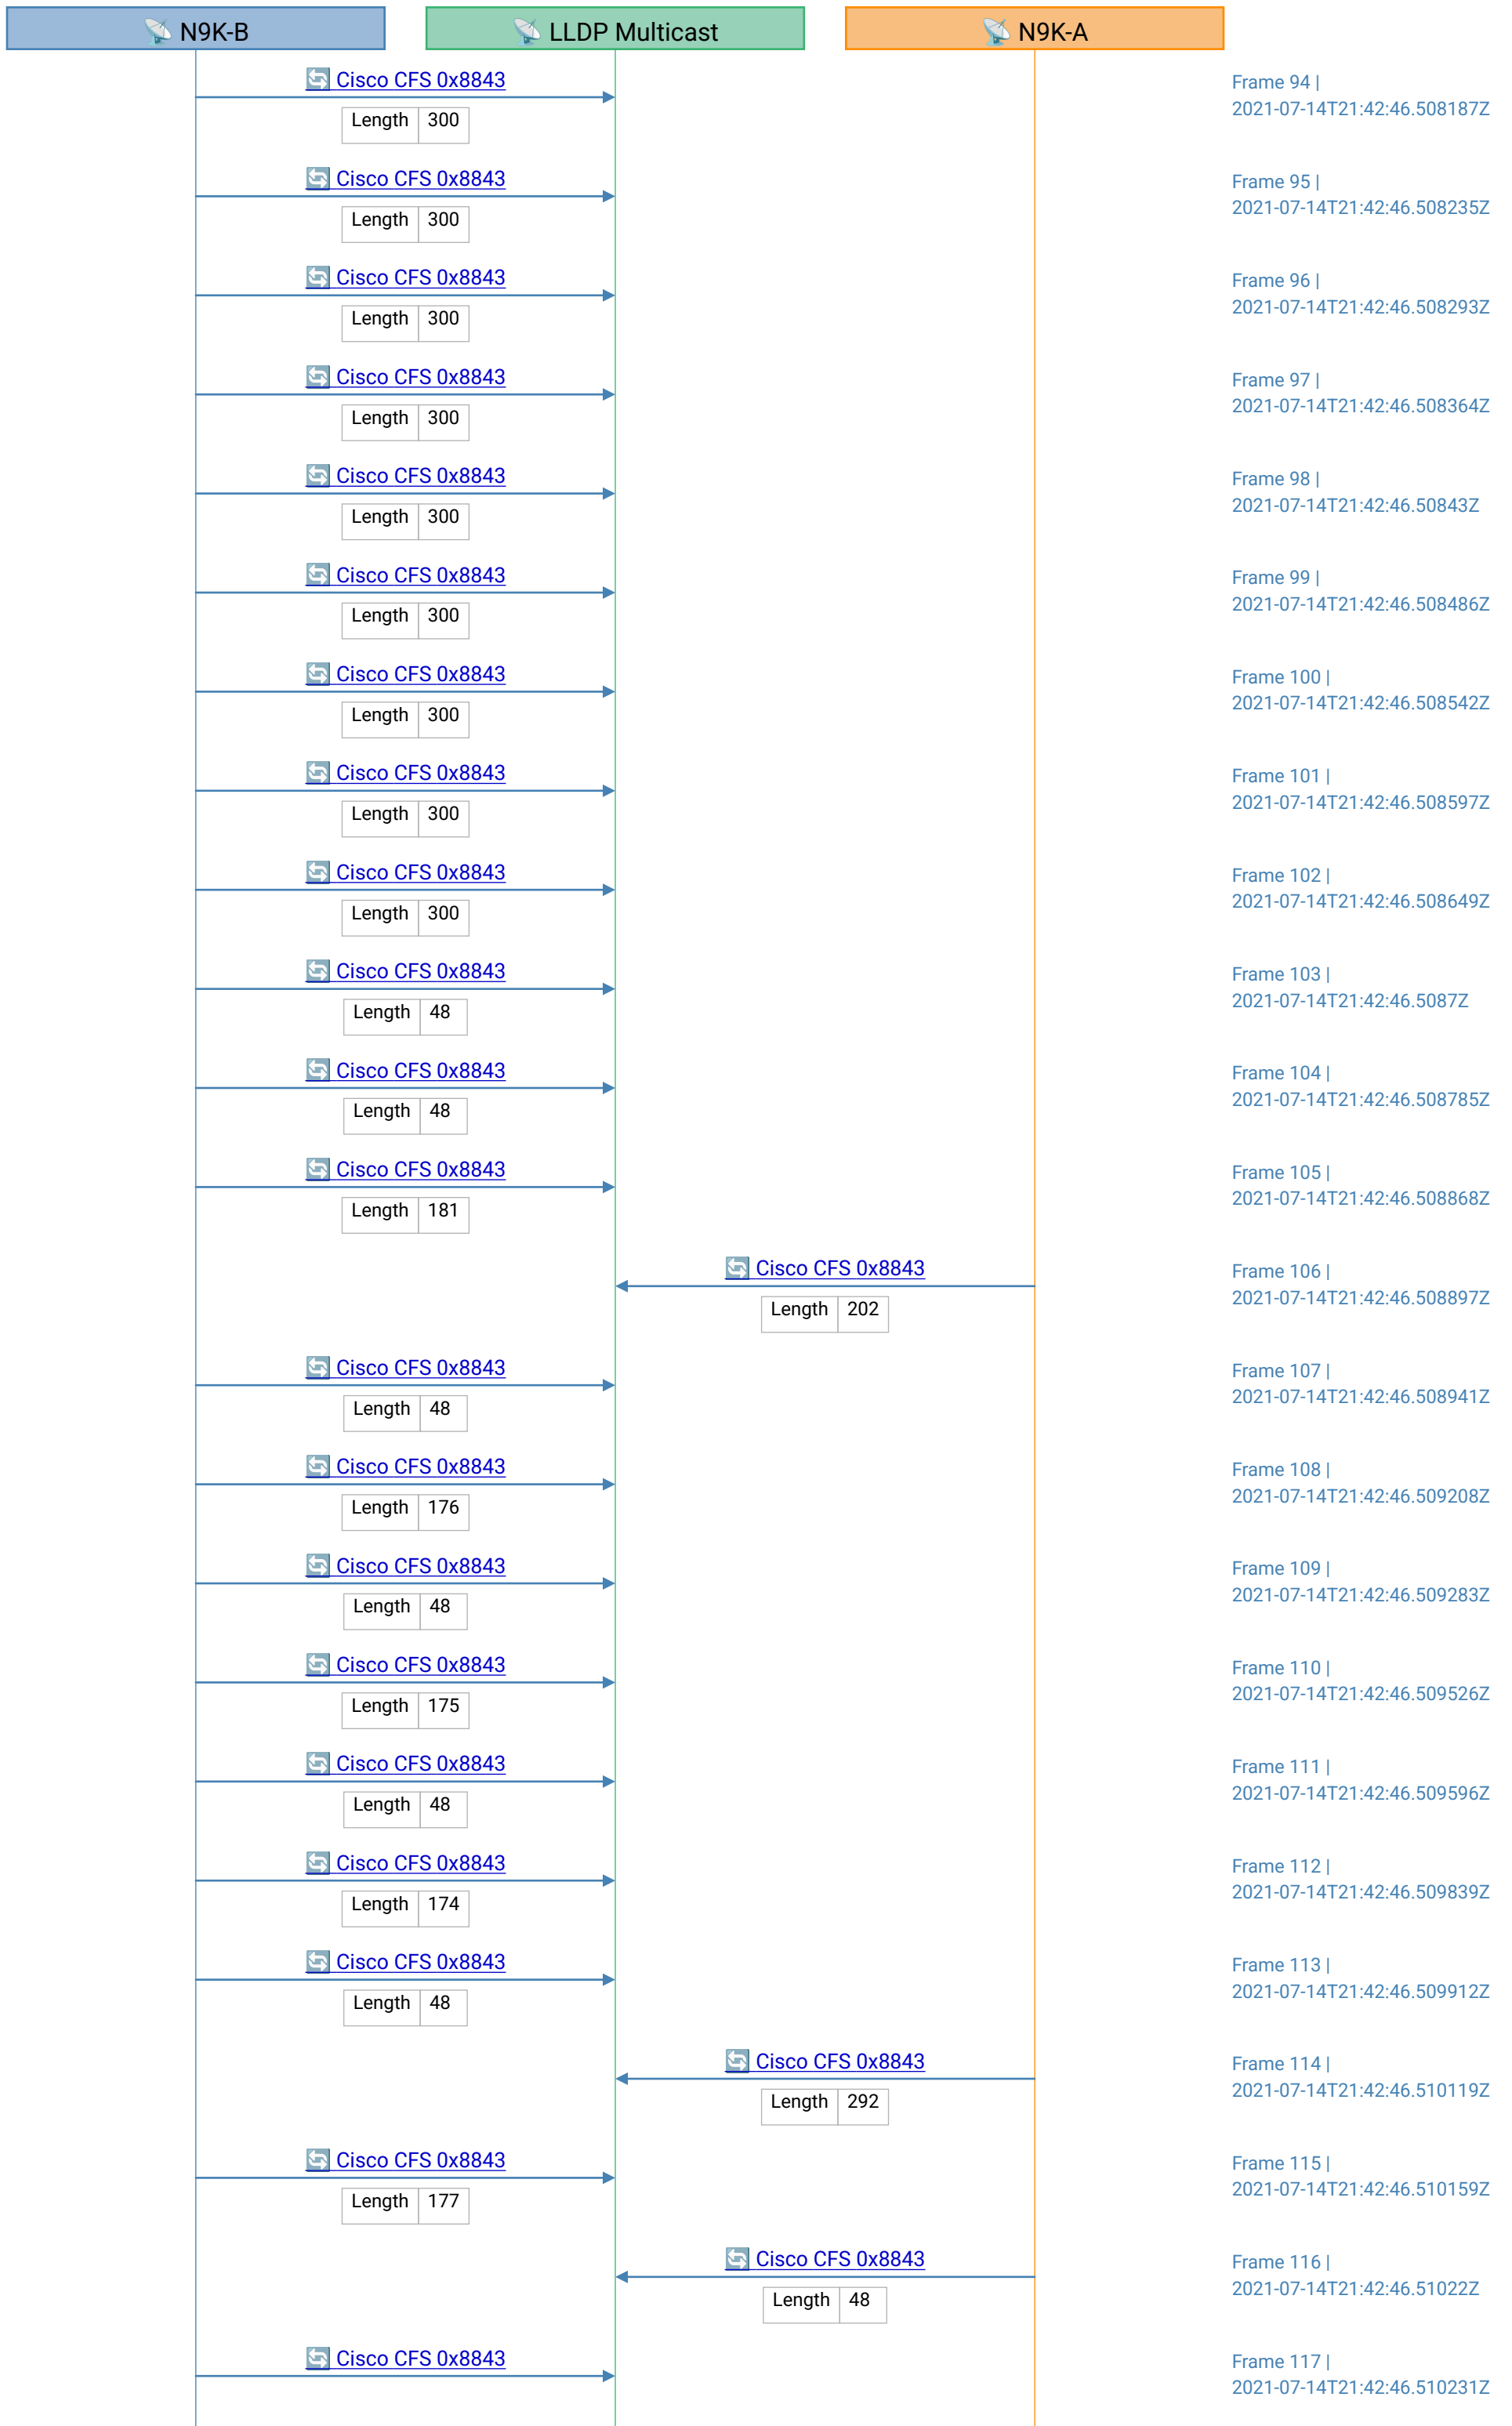 N9K-B
LLDP Multicast
N9K-A
Cisco CFS 0x8843
Frame 94 |
2021-07-14T21:42:46.508187Z
Length 300
Cisco CFS 0x8843
Frame 95 |
2021-07-14T21:42:46.508235Z
Length 300
Cisco CFS 0x8843
Frame 96 |
2021-07-14T21:42:46.508293Z
Length 300
Cisco CFS 0x8843
Frame 97 |
2021-07-14T21:42:46.508364Z
Length 300
Cisco CFS 0x8843
Frame 98 |
2021-07-14T21:42:46.50843Z
Length 300
Cisco CFS 0x8843
Frame 99 |
2021-07-14T21:42:46.508486Z
Length 300
Cisco CFS 0x8843
Frame 100 |
2021-07-14T21:42:46.508542Z
Length 300
Cisco CFS 0x8843
Frame 101 |
2021-07-14T21:42:46.508597Z
Length 300
Cisco CFS 0x8843
Frame 102 |
2021-07-14T21:42:46.508649Z
Length 300
Cisco CFS 0x8843
Frame 103 |
2021-07-14T21:42:46.5087Z
Length 48
Cisco CFS 0x8843
Frame 104 |
2021-07-14T21:42:46.508785Z
Length 48
Cisco CFS 0x8843
Frame 105 |
2021-07-14T21:42:46.508868Z
Length 181
Cisco CFS 0x8843
Frame 106 |
2021-07-14T21:42:46.508897Z
Length 202
Cisco CFS 0x8843
Frame 107 |
2021-07-14T21:42:46.508941Z
Length 48
Cisco CFS 0x8843
Frame 108 |
2021-07-14T21:42:46.509208Z
Length 176
Cisco CFS 0x8843
Frame 109 |
2021-07-14T21:42:46.509283Z
Length 48
Cisco CFS 0x8843
Frame 110 |
2021-07-14T21:42:46.509526Z
Length 175
Cisco CFS 0x8843
Frame 111 |
2021-07-14T21:42:46.509596Z
Length 48
Cisco CFS 0x8843
Frame 112 |
2021-07-14T21:42:46.509839Z
Length 174
Cisco CFS 0x8843
Frame 113 |
2021-07-14T21:42:46.509912Z
Length 48
Cisco CFS 0x8843
Frame 114 |
2021-07-14T21:42:46.510119Z
Length 292
Cisco CFS 0x8843
Frame 115 |
2021-07-14T21:42:46.510159Z
Length 177
Cisco CFS 0x8843
Frame 116 |
2021-07-14T21:42:46.51022Z
Length 48
Cisco CFS 0x8843
Frame 117 |
2021-07-14T21:42:46.510231Z